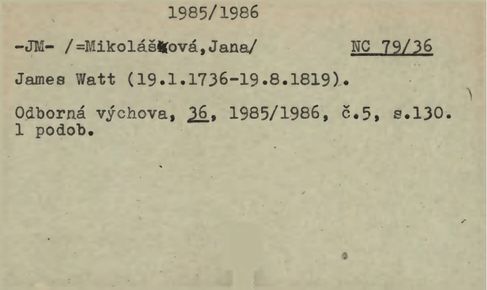 1985/1986
-JM- /=Mikolášková,Jana/ NC 79/36
James Watt (19.1.1736-19.8.1819).
Odborná výchova, 36, 1985/1986, č.5, s.130.
1 podob.